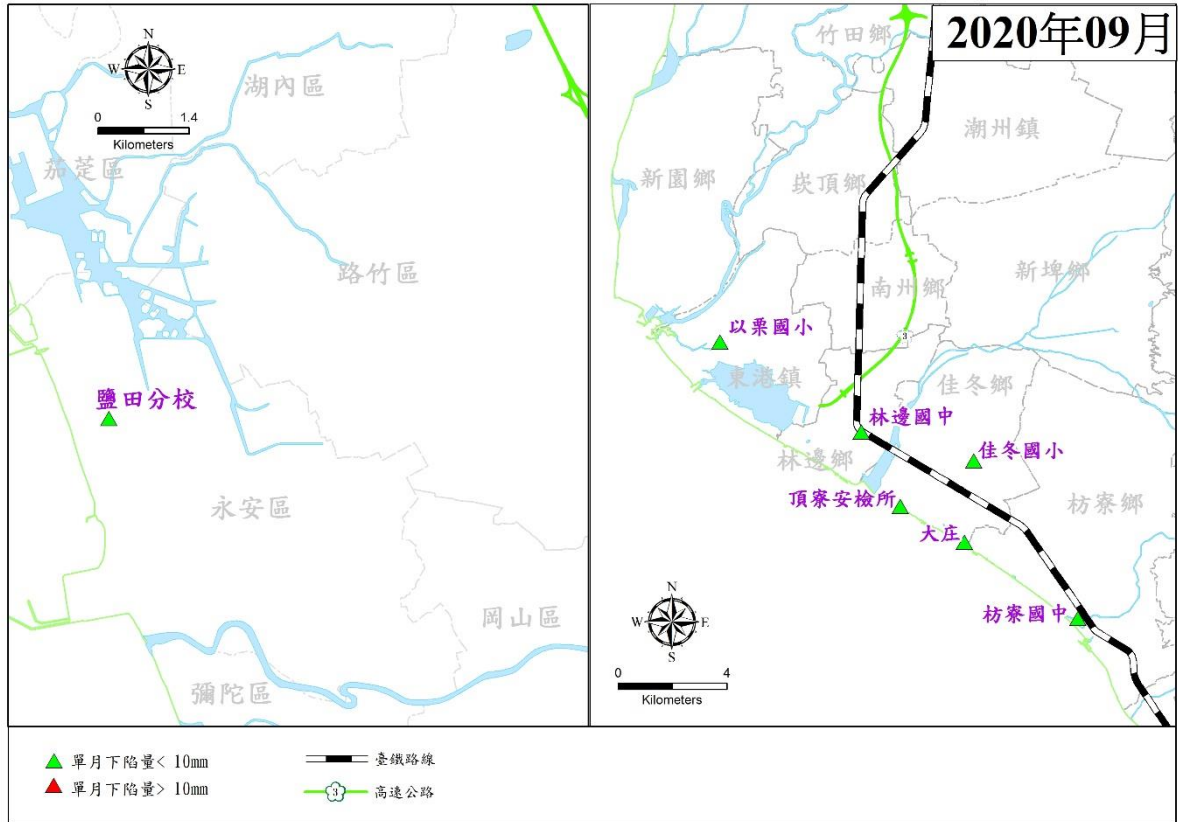 2020年09月
N
W
E
S
0
1.4
Kilometers
湖內區
茄萣區
路竹區
鹽田分校
永安區
岡山區
彌陀區
竹田鄉
潮州鎮
新園鄉
崁頂鄉
南州鄉
新埤鄉
以栗國小
3
東港鎮
佳冬鄉
林邊國中
林邊鄉
佳冬國小
頂寮安檢所
枋寮鄉
大庄
枋寮國中
N
W
E
S
0
4
Kilometers
單月下陷量< 10mm
臺鐵路線
單月下陷量> 10mm
3
高速公路